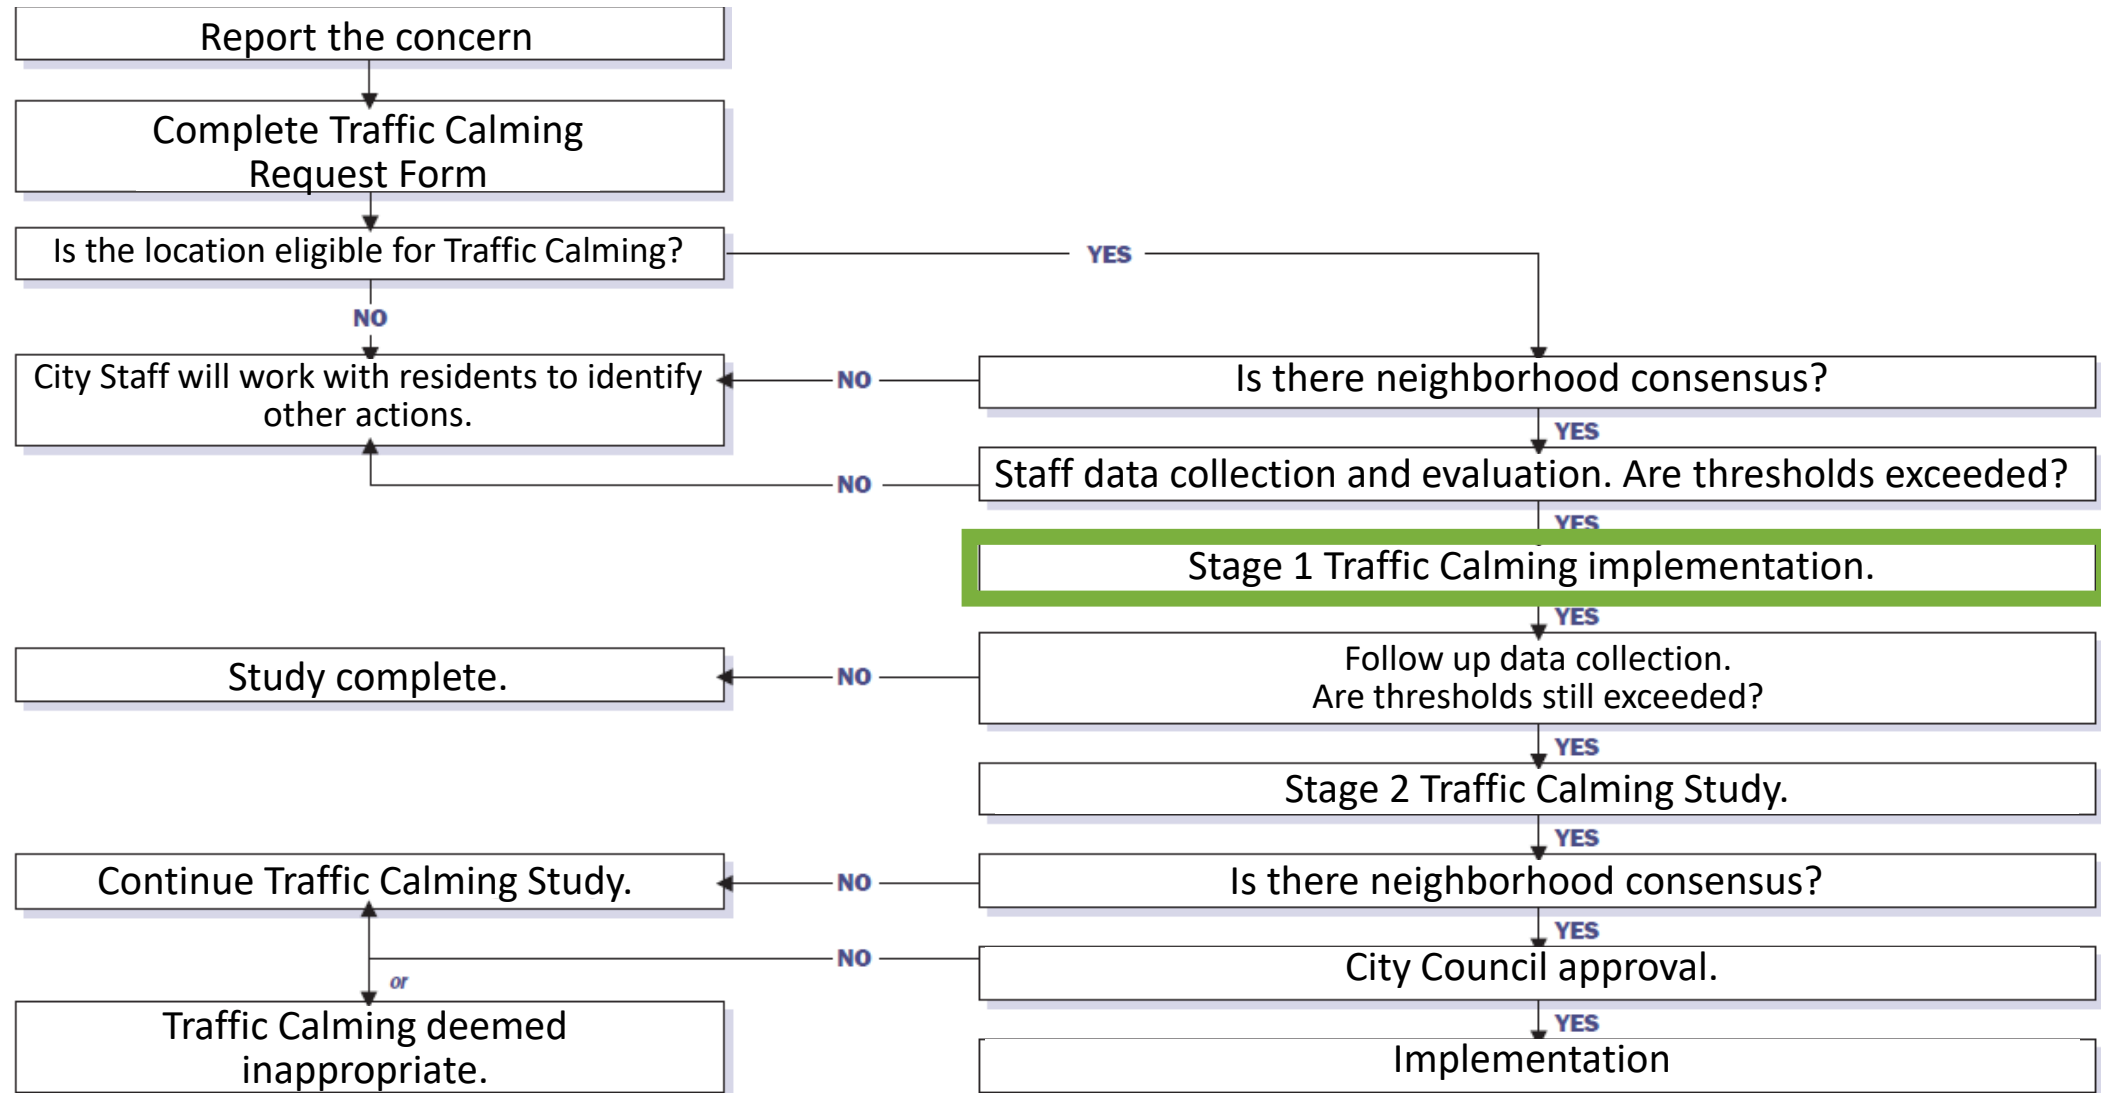 Report the concern
Complete Traffic Calming
Request Form
Is the location eligible for Traffic Calming?
YES
NO
City Staff will work with residents to identify
other actions.
NO
Is there neighborhood consensus?
YES
NO
Staff data collection and evaluation. Are thresholds exceeded?
YES
Stage 1 Traffic Calming implementation.
YES
Study complete.
NO
Follow up data collection.
Are thresholds still exceeded?
YES
Stage 2 Traffic Calming Study.
YES
Continue Traffic Calming Study.
NO
Is there neighborhood consensus?
YES
NO
City Council approval.
or
YES
Traffic Calming deemed
inappropriate.
Implementation